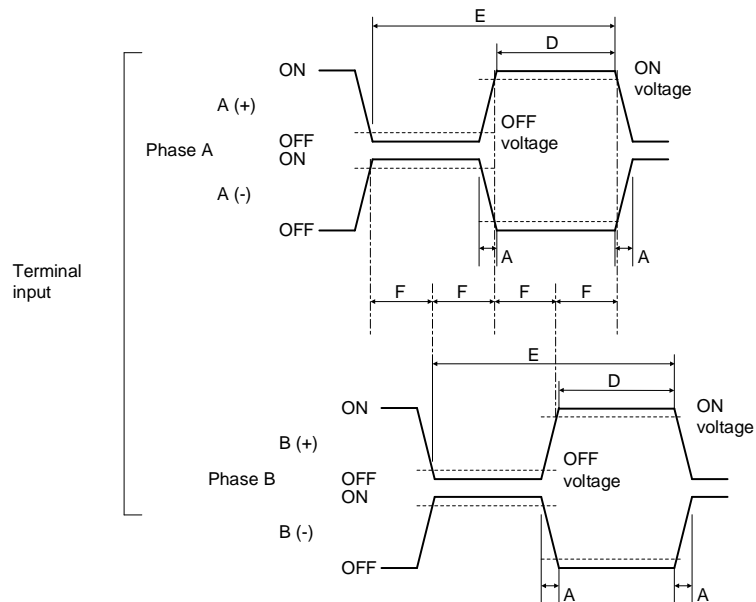 E
D
ON
ON
voltage
A (+)
OFF
voltage
OFF
Phase A
ON
A (-)
OFF
A
A
Terminal
input
F
F
F
F
E
D
ON
ON
voltage
B (+)
OFF
voltage
Phase B
OFF
ON
B (-)
OFF
A
A